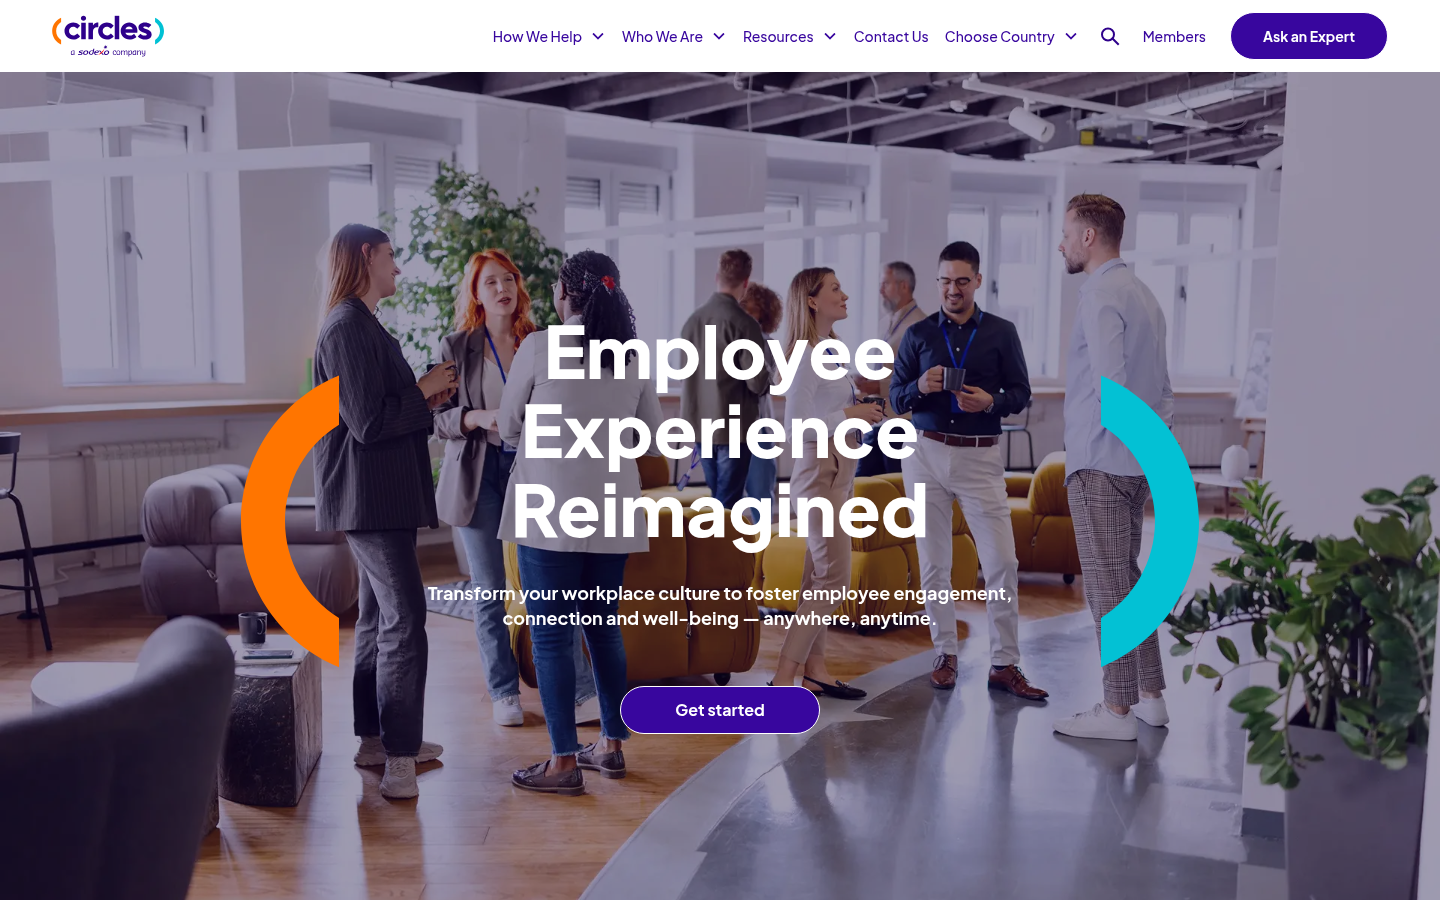 circles
a sodexo company
How We Help
Who We Are
Resources
Contact Us
Choose Country
Members
Ask an Expert
Employee
Experience
Reimagined
Transform your workplace culture to foster employee engagement,
connection and well-being — anywhere, anytime.
Get started